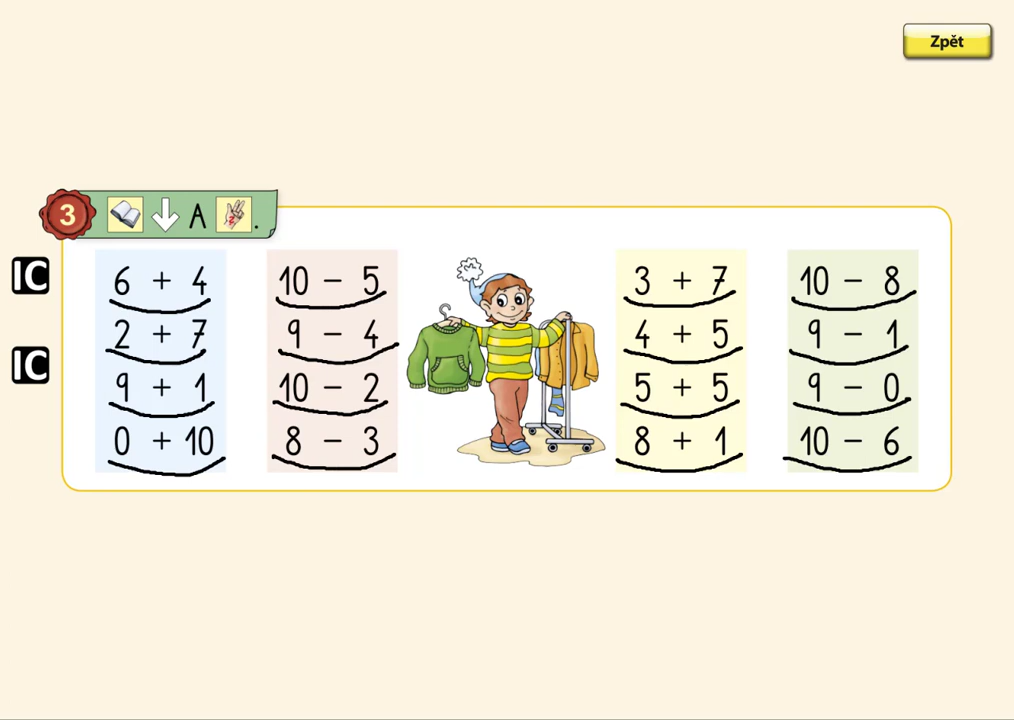 Zpět
3 A .
IC
IC
6 + 4
2 + 7
9 + 1
0 + 10
10 − 5
9 − 4
10 − 2
8 − 3
3 + 7
4 + 5
5 + 5
8 + 1
10 − 8
9 − 1
9 − 0
10 − 6